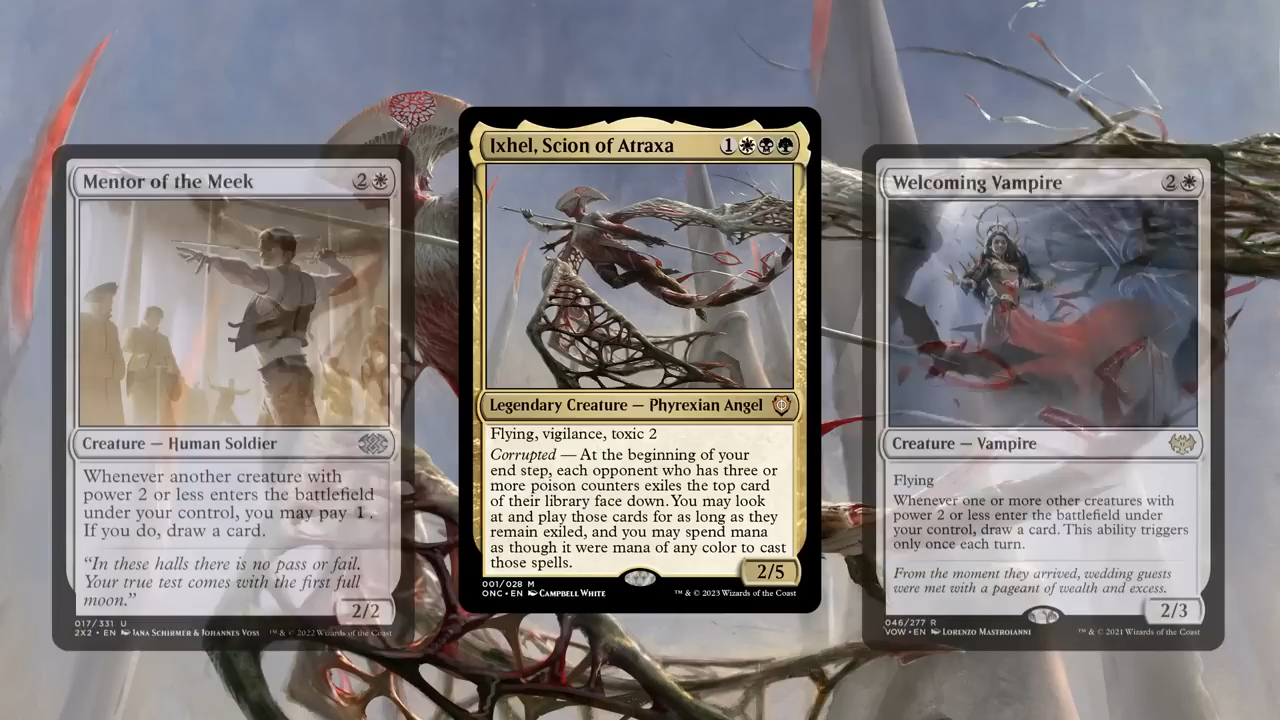 Mentor of the Meek 2
Creature — Human Soldier
Whenever another creature with
power 2 or less enters the battlefield
under your control, you may pay 1.
If you do, draw a card.
“In these halls there is no pass or fail.
Your true test comes with the first full
moon.”
2/2
017/331 U
2X2 • EN Jana Schirmer & Johannes Voss ™ & © 2022 Wizards of the Coast
Ixhel, Scion of Atraxa 1
Legendary Creature — Phyrexian Angel
Flying, vigilance, toxic 2
Corrupted — At the beginning of your
end step, each opponent who has three or
more poison counters exiles the top card
of their library face down. You may look
at and play those cards for as long as they
remain exiled, and you may spend mana
as though it were mana of any color to cast
those spells.
2/5
001/028 M
ONC • EN Campbell White ™ & © 2023 Wizards of the Coast
Welcoming Vampire 2
Creature — Vampire
Flying
Whenever one or more other creatures with
power 2 or less enter the battlefield under
your control, draw a card. This ability triggers
only once each turn.
From the moment they arrived, wedding guests
were met with a pageant of wealth and excess.
2/3
046/277 R
VOW • EN Lorenzo Mastroianni ™ & © 2021 Wizards of the Coast